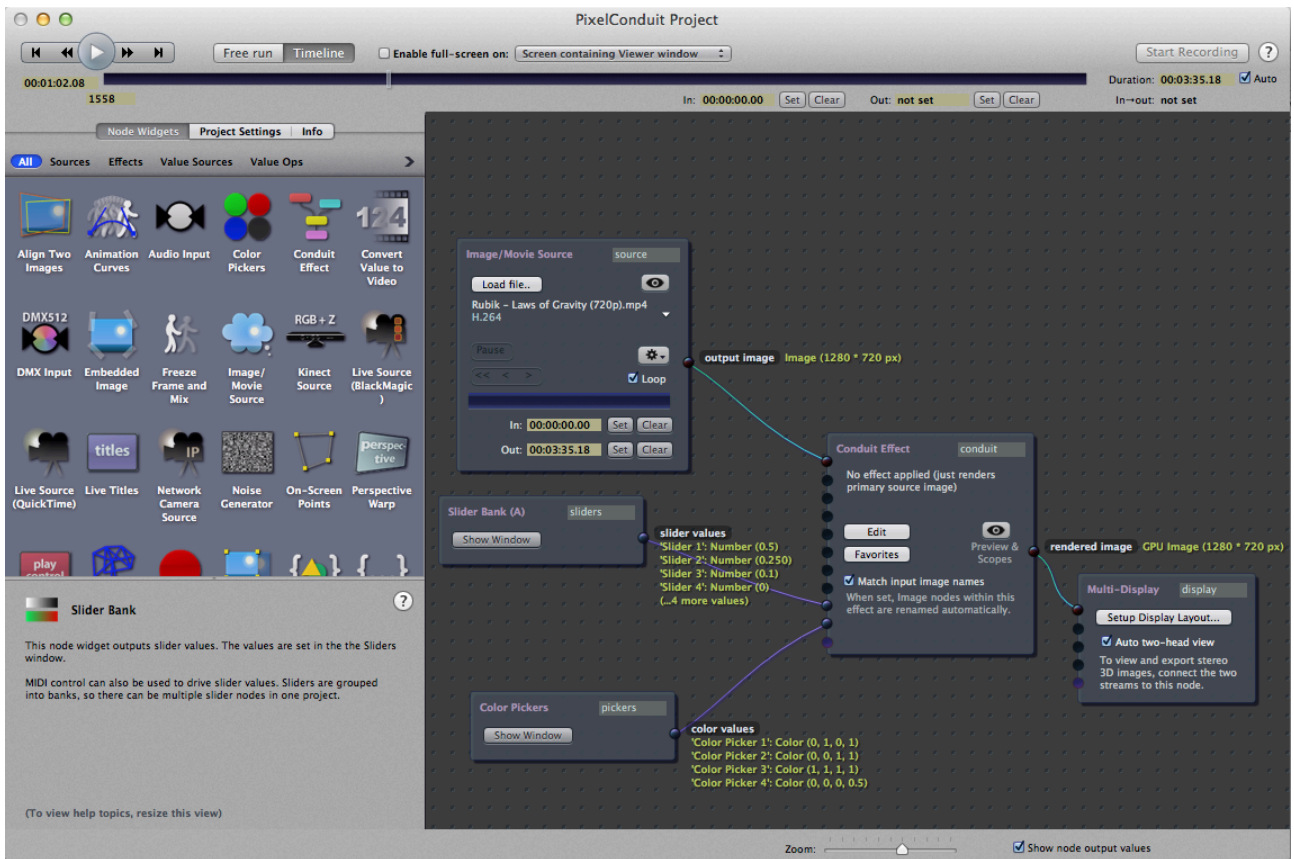 PixelConduit Project
Free run
Timeline
Enable full-screen on:
Screen containing Viewer window
Start Recording
?
00:01:02.08
Duration: 00:03:35.18
Auto
1558
In: 00:00:00.00
Set
Clear
Out: not set
Set
Clear
In→out: not set
Node Widgets
Project Settings
Info
All
Sources
Effects
Value Sources
Value Ops
124
Align Two
Images
Animation
Curves
Audio Input
Color
Pickers
Conduit
Effect
Convert
Value to
Video
DMX512
RGB + Z
DMX Input
Embedded
Image
Freeze
Frame and
Mix
Image/
Movie
Source
Kinect
Source
Live Source
(BlackMagic
)
titles
IP
perspec-
tive
Live Source
(QuickTime)
Live Titles
Network
Camera
Source
Noise
Generator
On-Screen
Points
Perspective
Warp
play
control
Slider Bank
?
This node widget outputs slider values. The values are set in the the Sliders
window.
MIDI control can also be used to drive slider values. Sliders are grouped
into banks, so there can be multiple slider nodes in one project.
(To view help topics, resize this view)
Image/Movie Source
source
Load file..
Rubik - Laws of Gravity (720p).mp4
H.264
Pause
<< < >
Loop
In: 00:00:00.00
Set
Clear
Out: 00:03:35.18
Set
Clear
output image
Image (1280 * 720 px)
Slider Bank (A)
sliders
Show Window
slider values
'Slider 1': Number (0.5)
'Slider 2': Number (0.250)
'Slider 3': Number (0.1)
'Slider 4': Number (0)
(...4 more values)
Color Pickers
pickers
Show Window
color values
'Color Picker 1': Color (0, 1, 0, 1)
'Color Picker 2': Color (0, 0, 1, 1)
'Color Picker 3': Color (1, 1, 1, 1)
'Color Picker 4': Color (0, 0, 0, 0.5)
Conduit Effect
conduit
No effect applied (just renders
primary source image)
Edit
Favorites
Preview &
Scopes
Match input image names
When set, Image nodes within this
effect are renamed automatically.
rendered image
GPU Image (1280 * 720 px)
Multi-Display
display
Setup Display Layout...
Auto two-head view
To view and export stereo
3D images, connect the two
streams to this node.
Zoom:
Show node output values